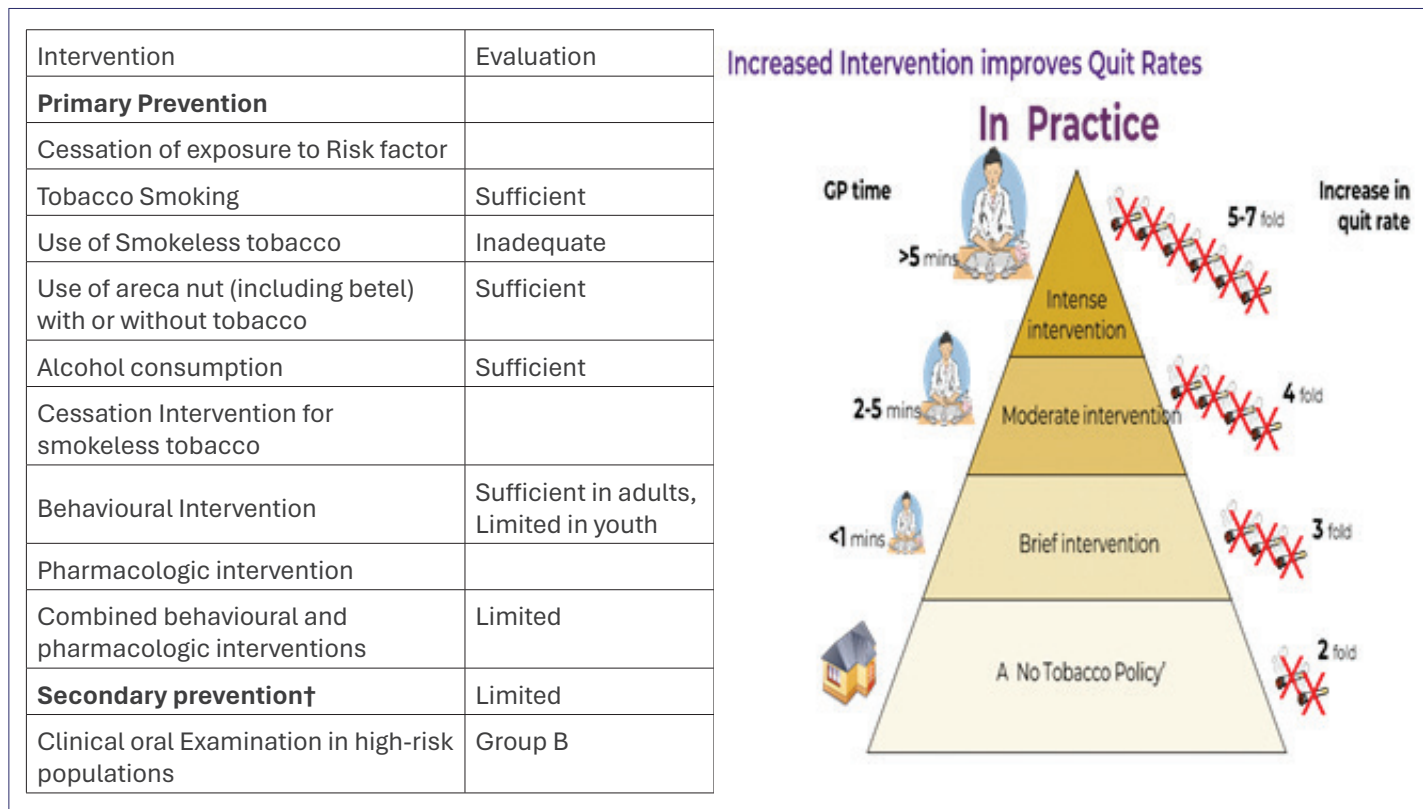 Intervention Evaluation
Primary Prevention
Cessation of exposure to Risk factor
Tobacco Smoking Sufficient
Use of Smokeless tobacco Inadequate
Use of areca nut (including betel) Sufficient
with or without tobacco
Alcohol consumption Sufficient
Cessation Intervention for
smokeless tobacco
Behavioural Intervention Sufficient in adults,
Limited in youth
Pharmacologic intervention
Combined behavioural and Limited
pharmacologic interventions
Secondary prevention† Limited
Clinical oral Examination in high-risk Group B
populations
Increased Intervention improves Quit Rates
In Practice
GP time
Increase in
quit rate
>5 mins
5-7 fold
Intense
intervention
2-5 mins
Moderate intervention
4 fold
<1 mins
Brief intervention
3 fold
A No Tobacco Policy'
2 fold